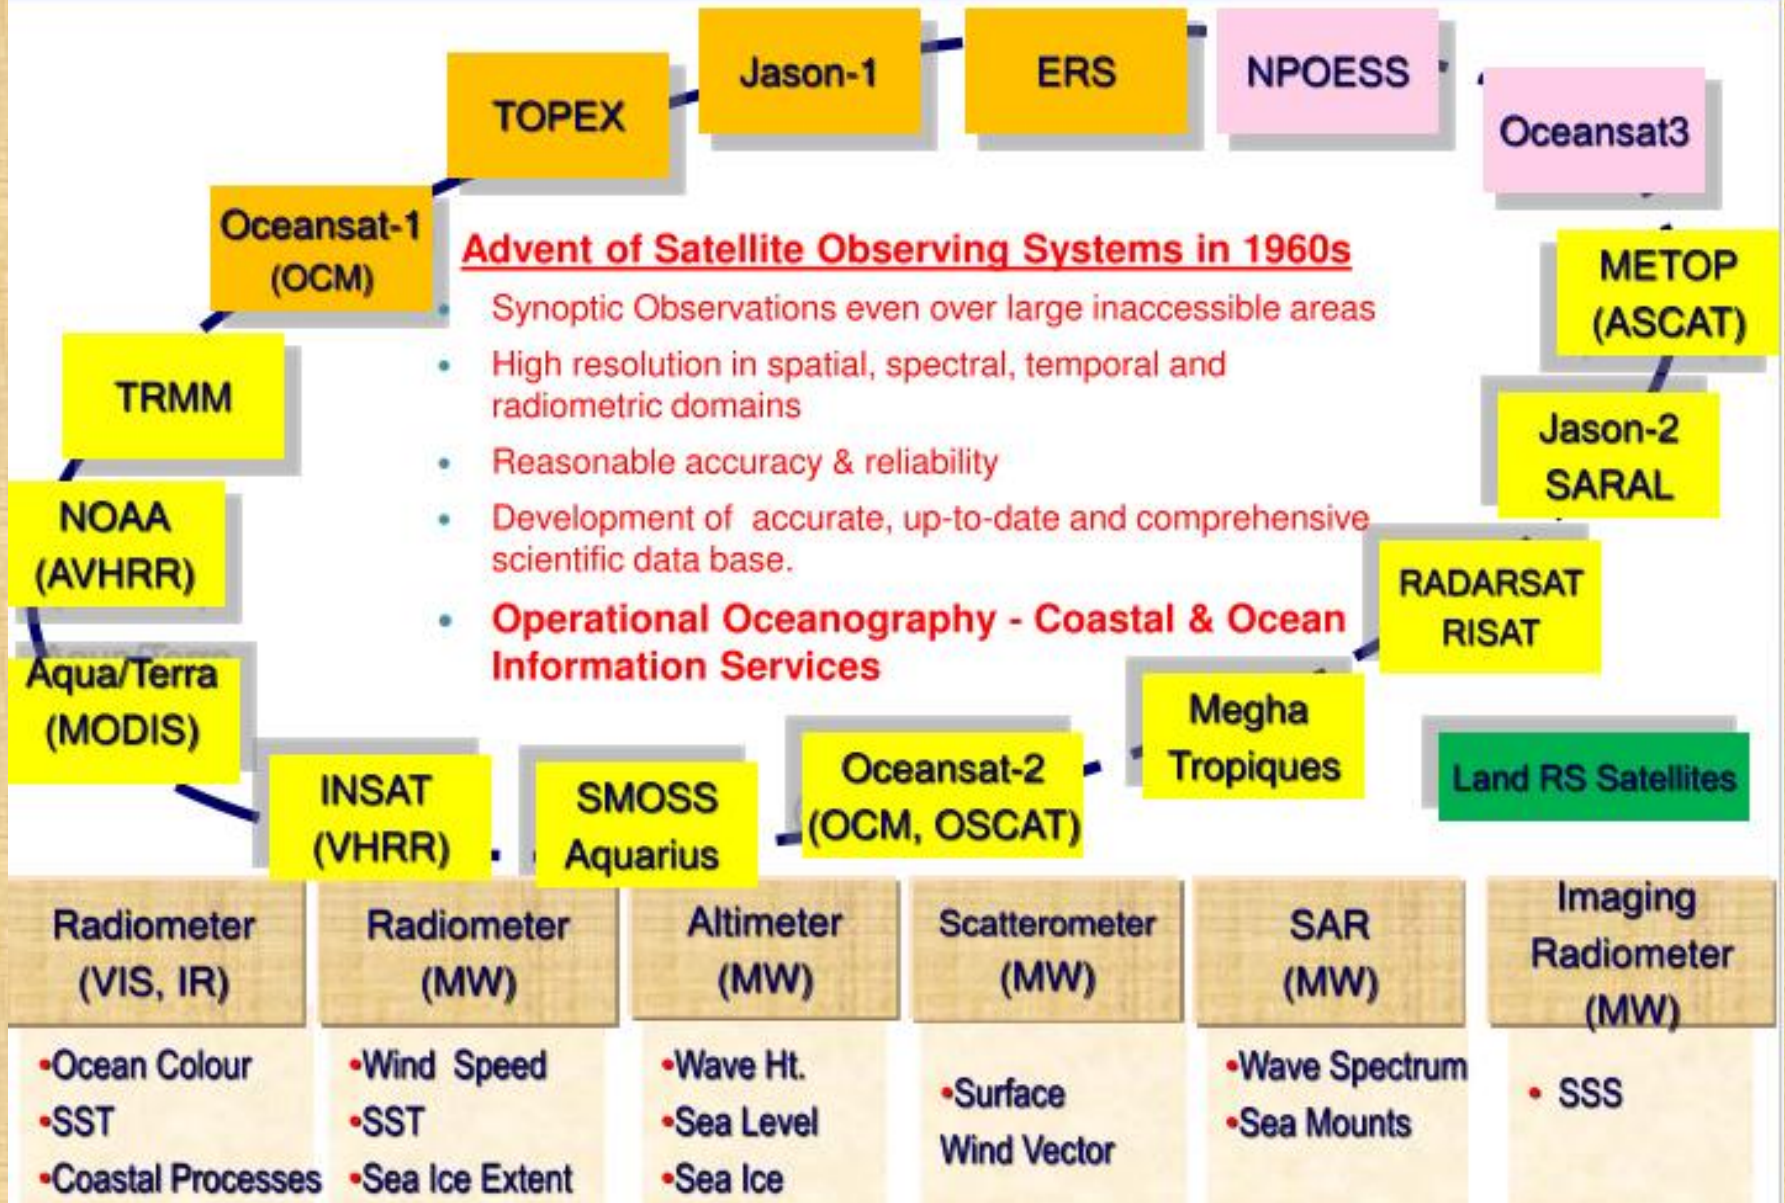 Jason-1
ERS
NPOESS
TOPEX
Oceansat3
Oceansat-1
(OCM)
Advent of Satellite Observing Systems in 1960s
METOP
(ASCAT)
• Synoptic Observations even over large inaccessible areas
• High resolution in spatial, spectral, temporal and
radiometric domains
TRMM
Jason-2
SARAL
• Reasonable accuracy & reliability
NOAA
(AVHRR)
• Development of accurate, up-to-date and comprehensive
scientific data base.
RADARSAT
RISAT
• Operational Oceanography - Coastal & Ocean
Information Services
Aqua/Terra
(MODIS)
Megha
Tropiques
INSAT
(VHRR)
SMOSS
Aquarius
Oceansat-2
(OCM, OSCAT)
Land RS Satellites
Radiometer
(VIS, IR)
•Ocean Colour
•SST
•Coastal Processes
Radiometer
(MW)
•Wind Speed
•SST
•Sea Ice Extent
Altimeter
(MW)
•Wave Ht.
•Sea Level
•Sea Ice
Scatterometer
(MW)
•Surface
Wind Vector
SAR
(MW)
•Wave Spectrum
•Sea Mounts
Imaging
Radiometer
(MW)
• SSS